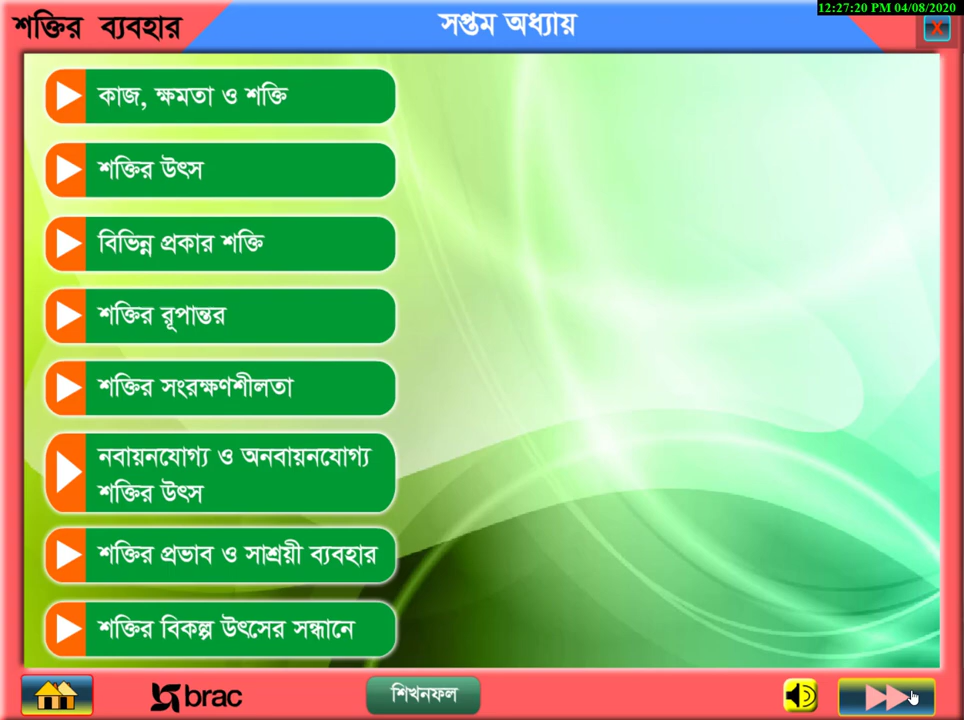 12:27:20 PM 04/08/2020
শক্তির ব্যবহার
সপ্তম অধ্যায়
X
কাজ, ক্ষমতা ও শক্তি
শক্তির উৎস
বিভিন্ন প্রকার শক্তি
শক্তির রূপান্তর
শক্তির সংরক্ষণশীলতা
নবায়নযোগ্য ও অনবায়নযোগ্য
শক্তির উৎস
শক্তির প্রভাব ও সাশ্রয়ী ব্যবহার
শক্তির বিকল্প উৎসের সন্ধানে
brac
শিখনফল